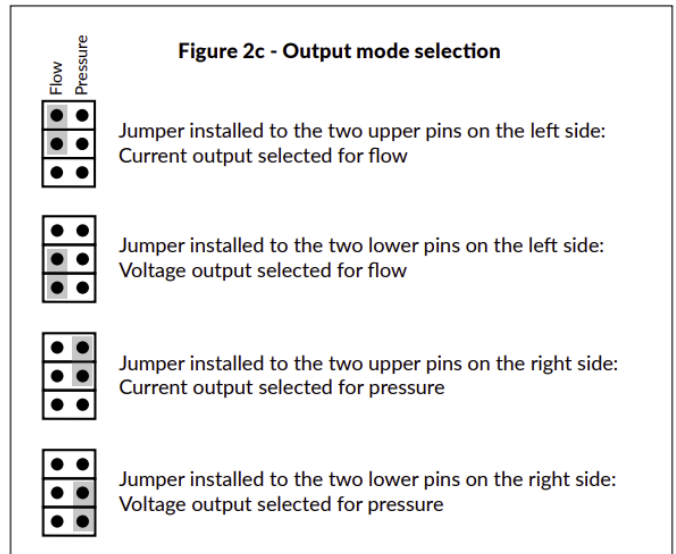 Figure 2c - Output mode selection
Flow
Pressure
Jumper installed to the two upper pins on the left side:
Current output selected for flow
Jumper installed to the two lower pins on the left side:
Voltage output selected for flow
Jumper installed to the two upper pins on the right side:
Current output selected for pressure
Jumper installed to the two lower pins on the right side:
Voltage output selected for pressure